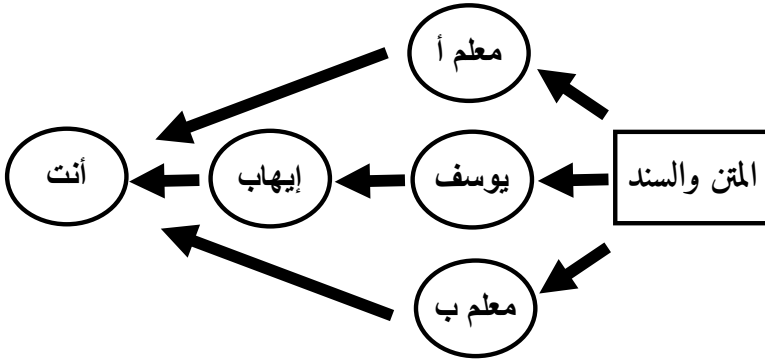 معلم أ
المتن والسند
يوسف
إيهاب
أنت
معلم ب